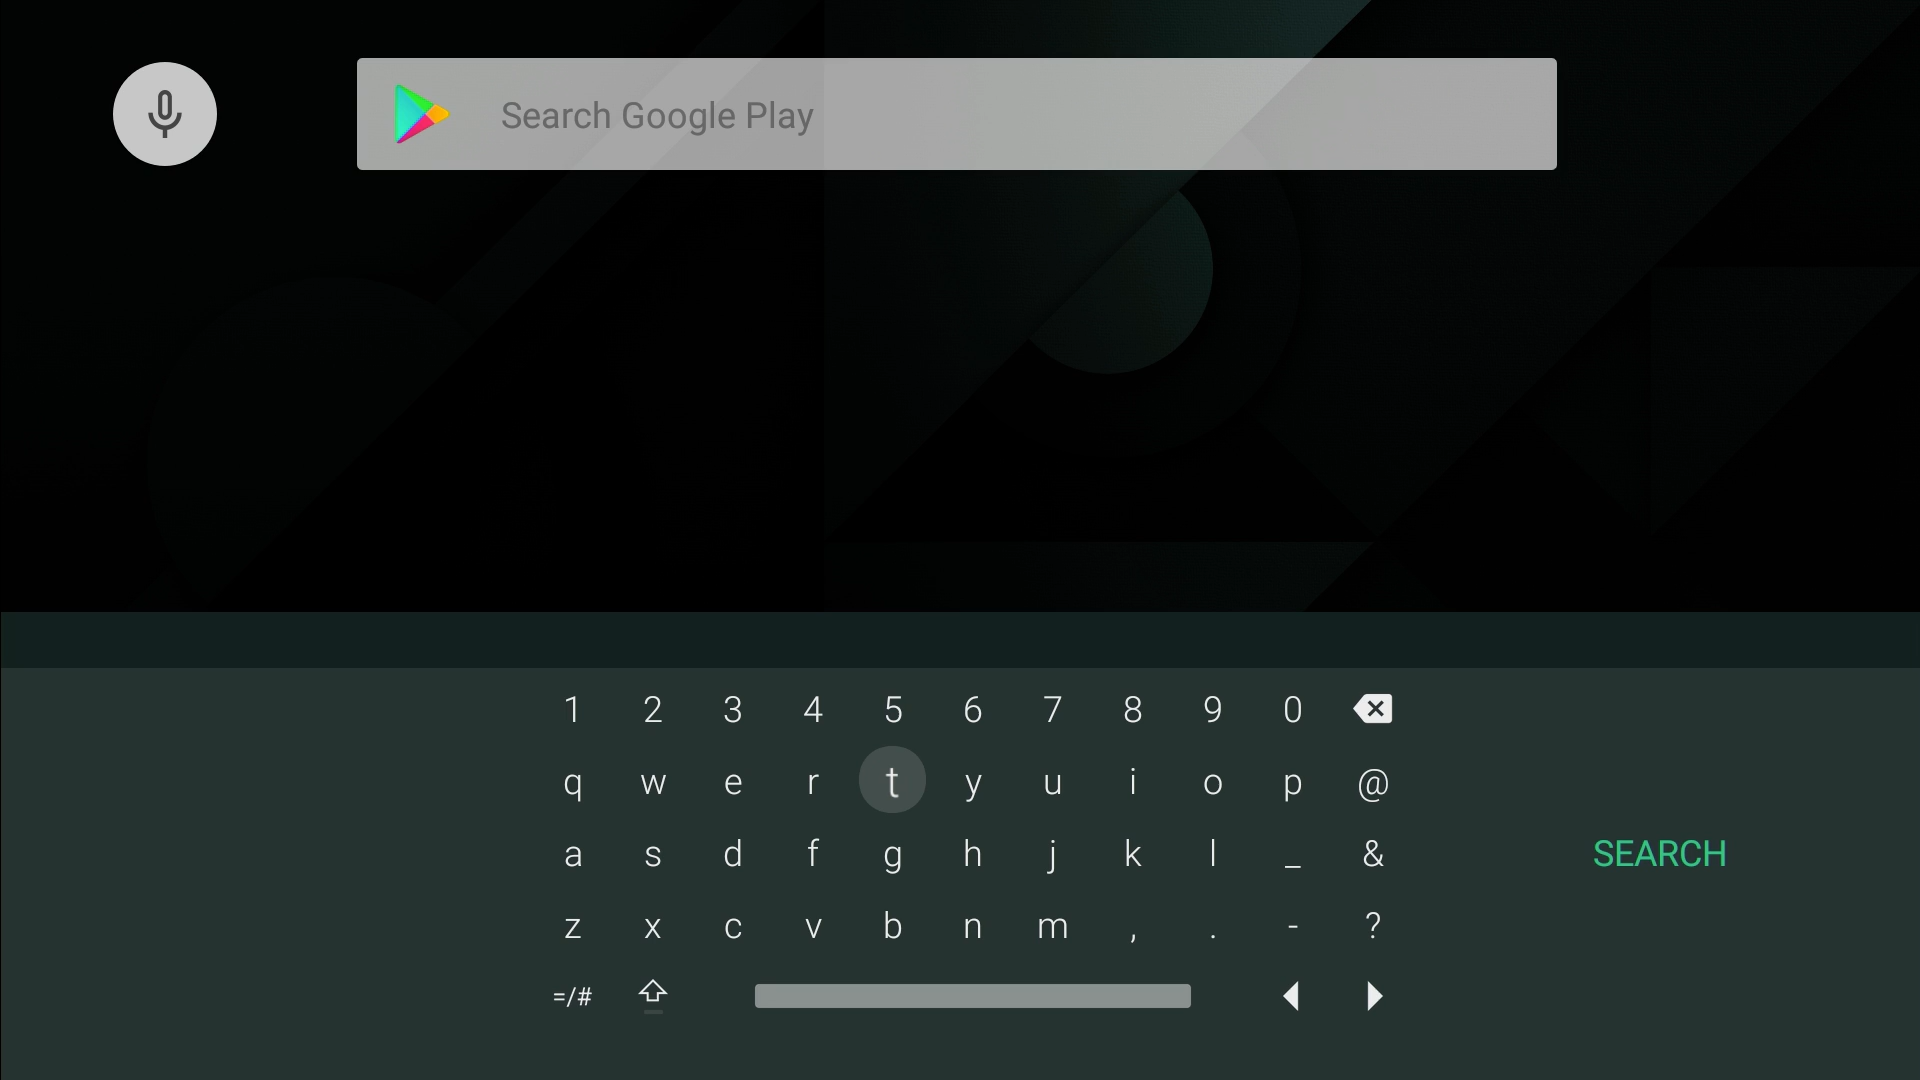 Search Google Play
1 2 3 4 5 6 7 8 9 0
q w e r t y u i o p @
a s d f g h j k l _ &
SEARCH
z x c v b n m , . - ?
=/#